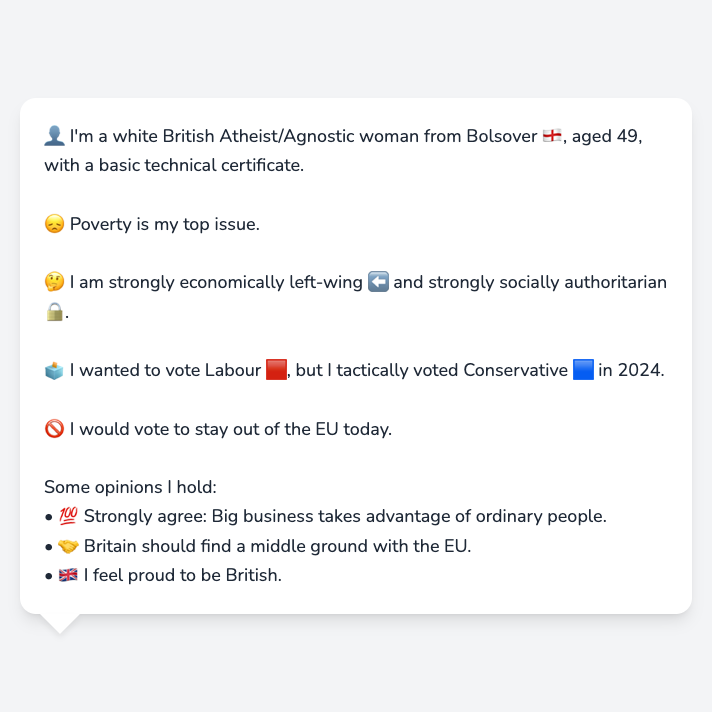 👤 I'm a white British Atheist/Agnostic woman from Bolsover 🏴󠁧󠁢󠁥󠁮󠁧󠁿, aged 49,
with a basic technical certificate.
😞 Poverty is my top issue.
🤔 I am strongly economically left-wing ⬅️ and strongly socially authoritarian
🔒.
🗳️ I wanted to vote Labour 🟥, but I tactically voted Conservative 🟦 in 2024.
🚫 I would vote to stay out of the EU today.
Some opinions I hold:
• 💯 Strongly agree: Big business takes advantage of ordinary people.
• 🤝 Britain should find a middle ground with the EU.
• 🇬🇧 I feel proud to be British.